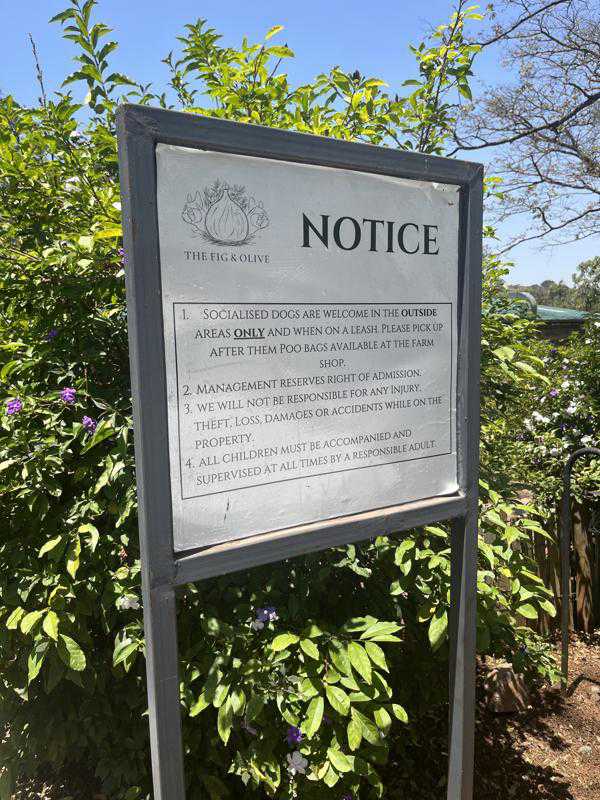 THE FIG & OLIVE
NOTICE
1. SOCIALISED DOGS ARE WELCOME IN THE OUTSIDE
AREAS ONLY AND WHEN ON A LEASH. PLEASE PICK UP
AFTER THEM POO BAGS AVAILABLE AT THE FARM
SHOP.
2. MANAGEMENT RESERVES RIGHT OF ADMISSION.
3. WE WILL NOT BE RESPONSIBLE FOR ANY INJURY,
THEFT, LOSS, DAMAGES OR ACCIDENTS WHILE ON THE
PROPERTY.
4. ALL CHILDREN MUST BE ACCOMPANIED AND
SUPERVISED AT ALL TIMES BY A RESPONSIBLE ADULT.